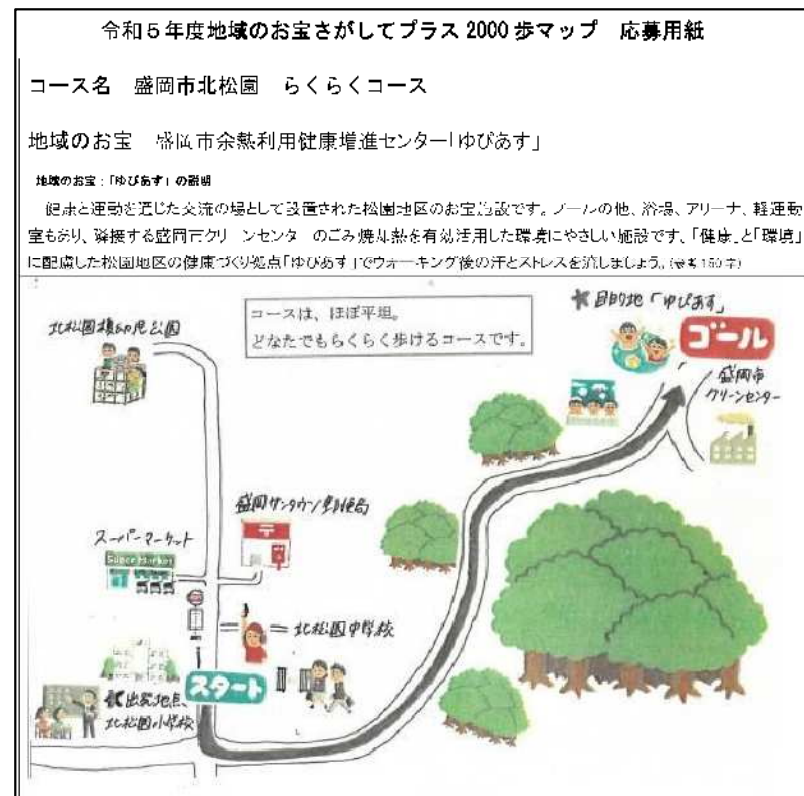 令和５年度地域のお宝さがしてプラス 2000 歩マップ　応募用紙
コース名　盛岡市北松園　らくらくコース
地域のお宝　盛岡市余熱利用健康増進センター「ゆぴあす」
地域のお宝：「ゆぴあす」の説明
健康と運動を通じた交流の場として設置された松園地区のお宝施設です。プールの他、浴場、アリーナ、軽運動
室もあり、隣接する盛岡市クリーンセンターのごみ焼却熱を有効活用した環境にやさしい施設です。「健康」と「環境」
に配慮した松園地区の健康づくり拠点「ゆぴあす」でウォーキング後の汗とストレスを流しましょう。(参考150字)
コースは、ほぼ平坦。
どなたでもらくらく歩けるコースです。
目的地「ゆぴあす」
ゴール
盛岡市
クリーンセンター
北松園
幼児公園
盛岡サンタウン郵便局
スーパーマーケット
Super Market
北松園中学校
スタート
出発地点、
北松園小学校